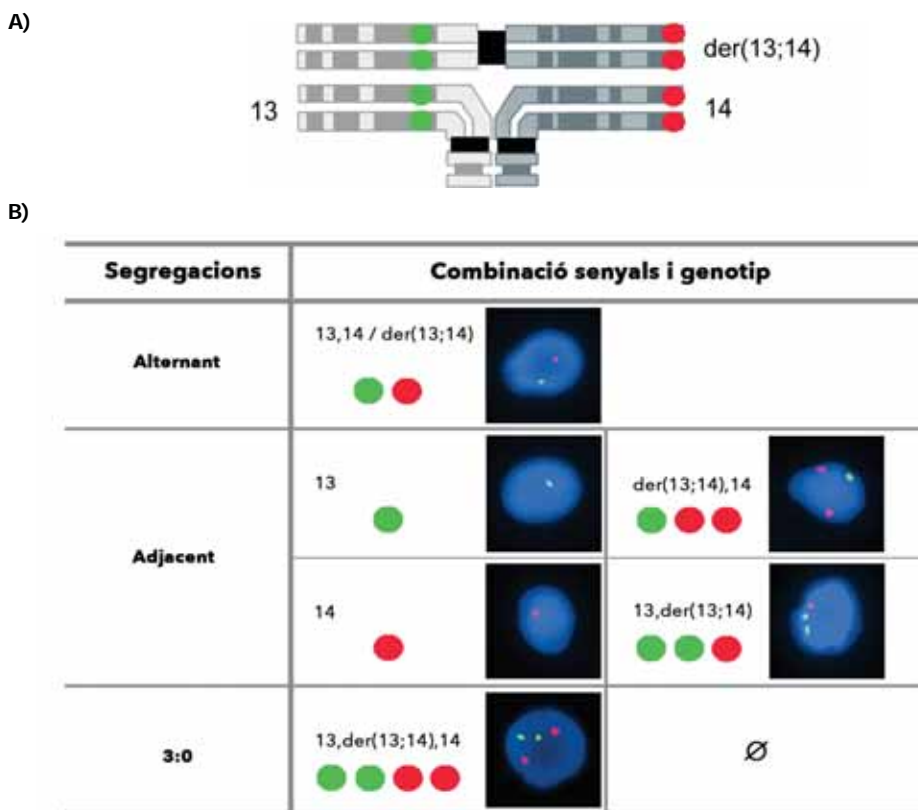 A)
der(13;14)
13
14
B)
Segregacions
Combinació senyals i genotip
Alternant
13,14 / der(13;14)
Adjacent
13
der(13;14),14
14
13,der(13;14)
3:0
13,der(13;14),14
∅